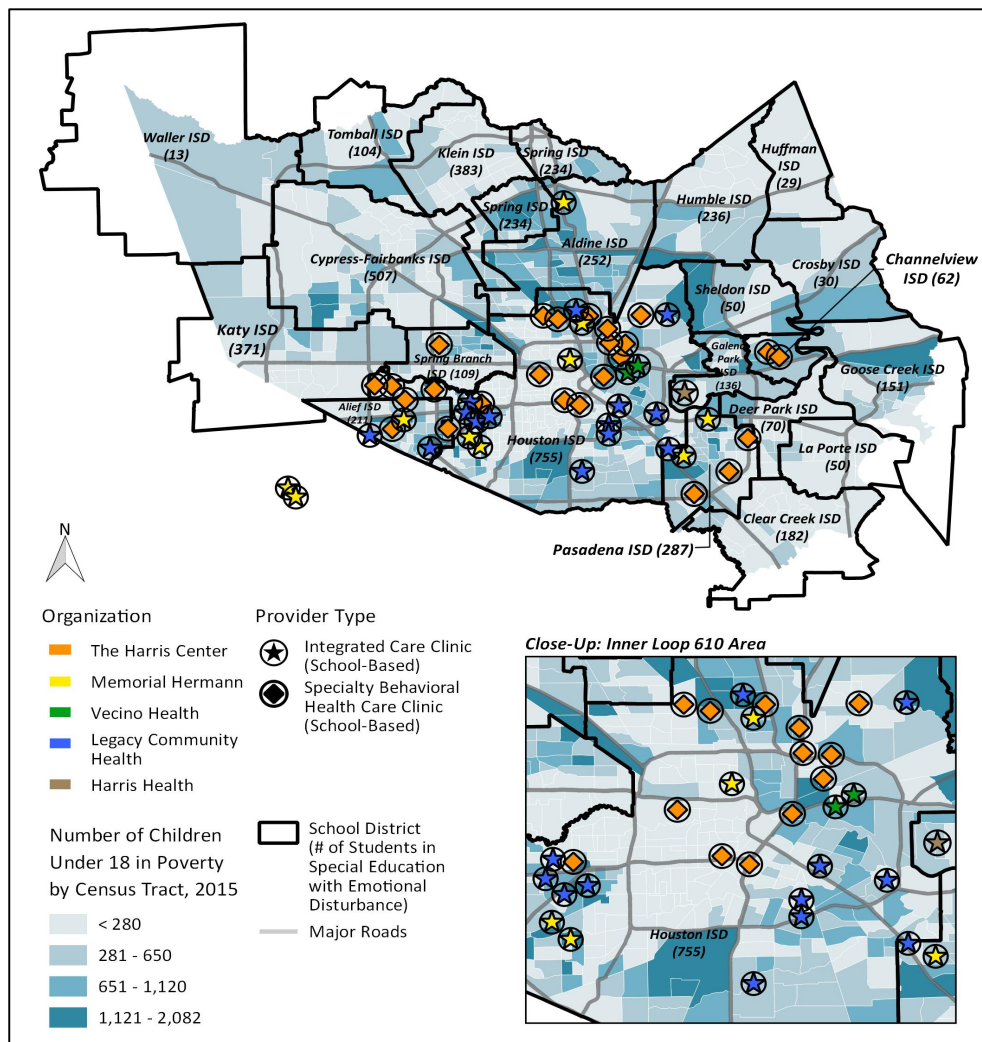 Waller ISD
(13)
Tomball ISD
(104)
Klein ISD
(383)
Spring ISD
(234)
Huffman
ISD
(29)
Spring ISD
(234)
Humble ISD
(236)
Aldine ISD
(252)
Cypress-Fairbanks ISD
(507)
Crosby ISD
(30)
Channelview
ISD (62)
Sheldon ISD
(50)
Katy ISD
(371)
Spring Branch
ISD (109)
Galena
Park
ISD
(136)
Goose Creek ISD
(151)
Alief ISD
(211)
Deer Park ISD
(70)
Houston ISD
(755)
La Porte ISD
(50)
Clear Creek ISD
(182)
Pasadena ISD (287)
N
Organization
The Harris Center
Memorial Hermann
Vecino Health
Legacy Community
Health
Harris Health
Provider Type
Integrated Care Clinic
(School-Based)
Specialty Behavioral
Health Care Clinic
(School-Based)
Number of Children
Under 18 in Poverty
by Census Tract, 2015
< 280
281 - 650
651 - 1,120
1,121 - 2,082
School District
(# of Students in
Special Education
with Emotional
Disturbance)
Major Roads
Close-Up: Inner Loop 610 Area
Houston ISD
(755)